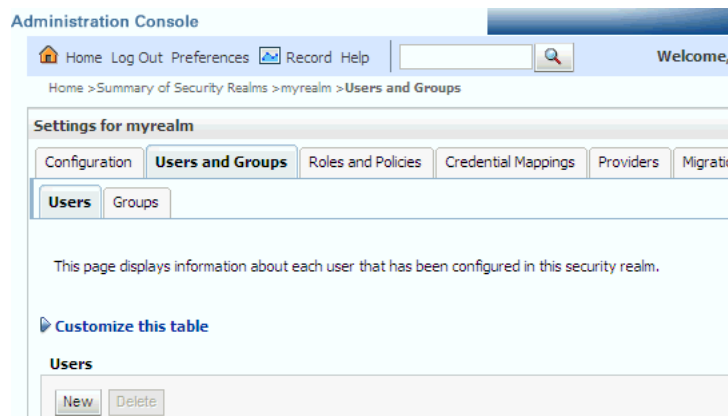 Administration Console
Home Log Out Preferences Record Help
Welcome,
Home >Summary of Security Realms >myrealm >Users and Groups
Settings for myrealm
Configuration Users and Groups Roles and Policies Credential Mappings Providers Migratio
Users Groups
This page displays information about each user that has been configured in this security realm.
Customize this table
Users
New Delete